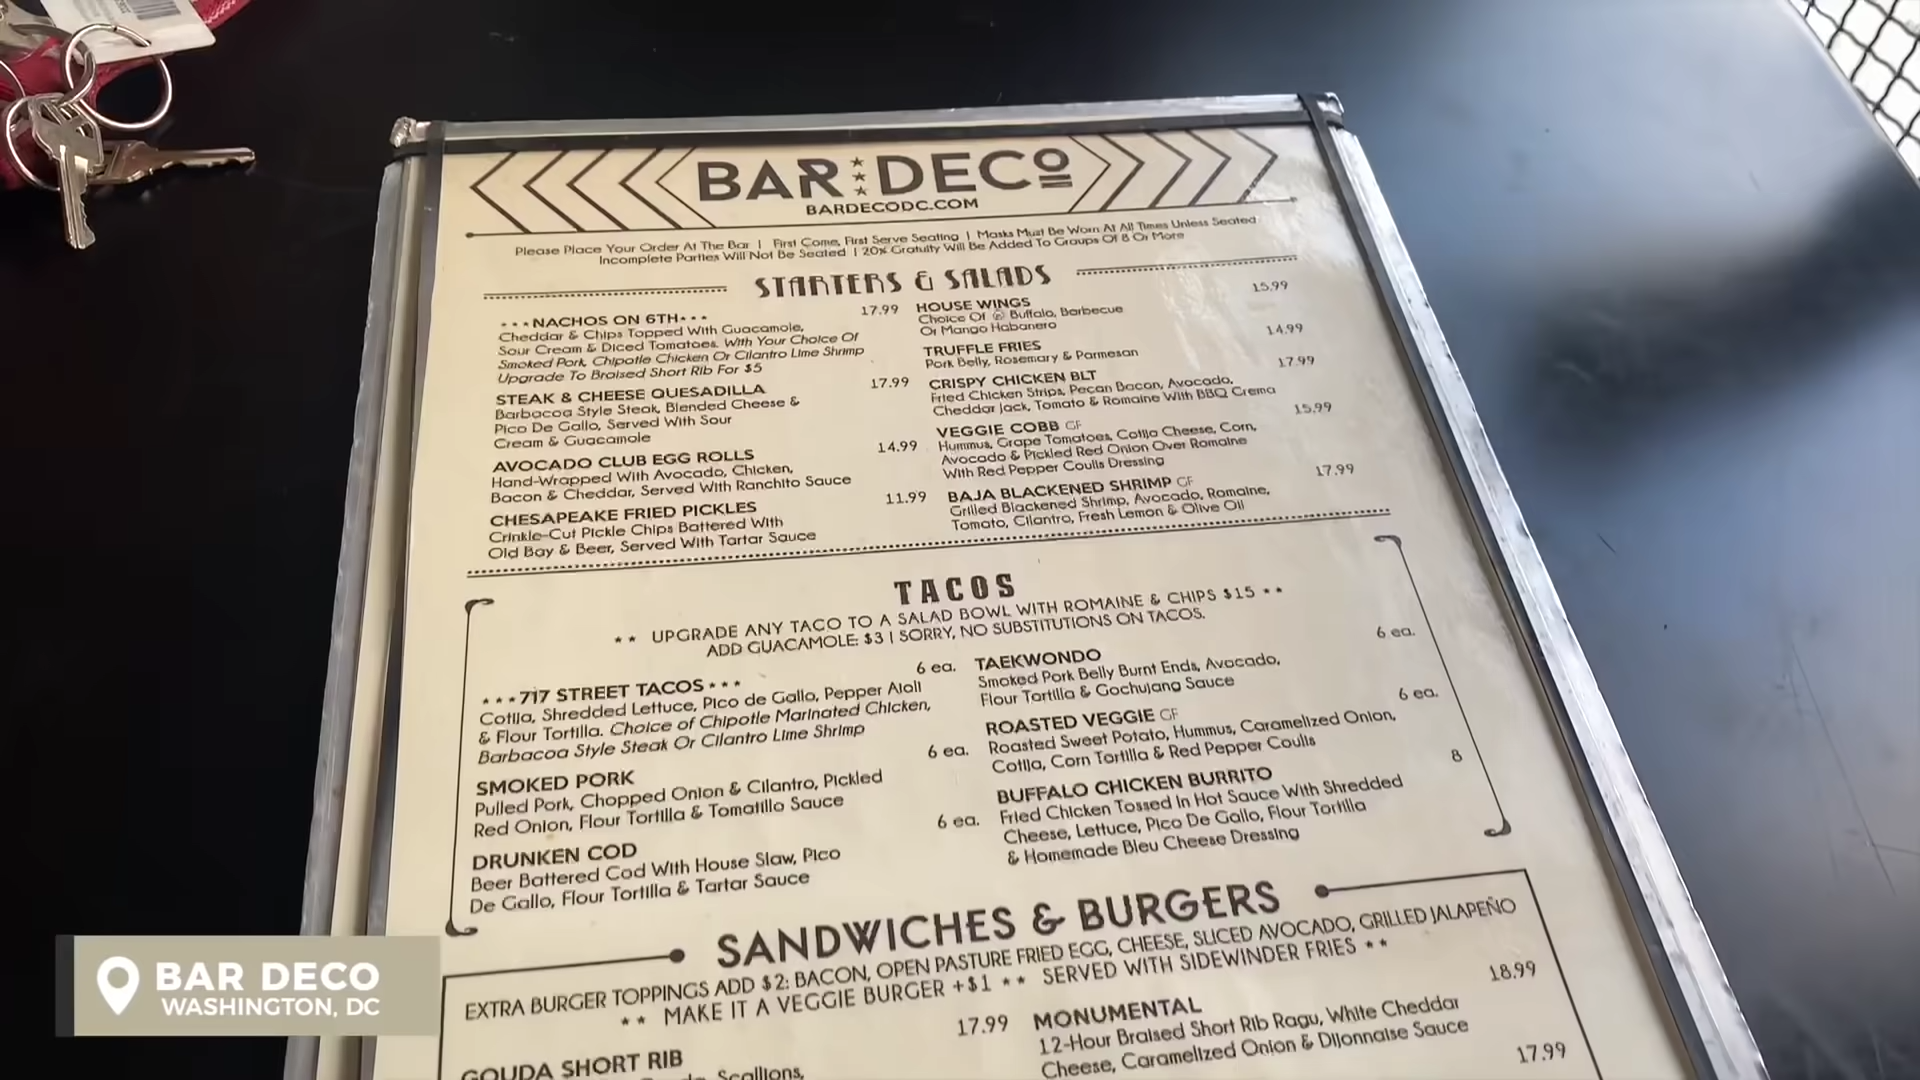 BAR DECO
BARDECODC.COM
Please Place Your Order At The Bar | First Come, First Serve Seating | Masks Must Be Worn At All Times Unless Seated
Incomplete Parties Will Not Be Seated | 20% Gratuity Will Be Added To Groups Of 8 Or More
STARTERS & SALADS
***NACHOS ON 6TH*** 17.99
Cheddar & Chips Topped With Guacamole,
Sour Cream & Diced Tomatoes. With Your Choice Of
Smoked Pork, Chipotle Chicken Or Cilantro Lime Shrimp
Upgrade To Braised Short Rib For $5
STEAK & CHEESE QUESADILLA 17.99
Barbacoa Style Steak, Blended Cheese &
Pico De Gallo, Served With Sour
Cream & Guacamole
AVOCADO CLUB EGG ROLLS 14.99
Hand-Wrapped With Avocado, Chicken,
Bacon & Cheddar, Served With Ranchito Sauce
CHESAPEAKE FRIED PICKLES 11.99
Crinkle-Cut Pickle Chips Battered With
Old Bay & Beer, Served With Tartar Sauce
HOUSE WINGS 15.99
Choice Of Buffalo, Barbecue
Or Mango Habanero
TRUFFLE FRIES 14.99
Pork Belly, Rosemary & Parmesan
CRISPY CHICKEN BLT 17.99
Fried Chicken Strips, Pecan Bacon, Avocado,
Cheddar Jack, Tomato & Romaine With BBQ Crema
VEGGIE COBB GF 15.99
Hummus, Grape Tomatoes, Cotija Cheese, Corn,
Avocado & Pickled Red Onion Over Romaine
With Red Pepper Coulis Dressing
BAJA BLACKENED SHRIMP GF 17.99
Grilled Blackened Shrimp, Avocado, Romaine,
Tomato, Cilantro, Fresh Lemon & Olive Oil
TACOS
** UPGRADE ANY TACO TO A SALAD BOWL WITH ROMAINE & CHIPS $15 **
ADD GUACAMOLE: $3 | SORRY, NO SUBSTITUTIONS ON TACOS.
***717 STREET TACOS*** 6 ea.
Cotija, Shredded Lettuce, Pico de Gallo, Pepper Aioli
& Flour Tortilla. Choice of Chipotle Marinated Chicken,
Barbacoa Style Steak Or Cilantro Lime Shrimp
SMOKED PORK 6 ea.
Pulled Pork, Chopped Onion & Cilantro, Pickled
Red Onion, Flour Tortilla & Tomatillo Sauce
DRUNKEN COD 6 ea.
Beer Battered Cod With House Slaw, Pico
De Gallo, Flour Tortilla & Tartar Sauce
TAEKWONDO 6 ea.
Smoked Pork Belly Burnt Ends, Avocado,
Flour Tortilla & Gochujang Sauce
ROASTED VEGGIE GF 6 ea.
Roasted Sweet Potato, Hummus, Caramelized Onion,
Cotija, Corn Tortilla & Red Pepper Coulis
BUFFALO CHICKEN BURRITO 8
Fried Chicken Tossed In Hot Sauce With Shredded
Cheese, Lettuce, Pico De Gallo, Flour Tortilla
& Homemade Bleu Cheese Dressing
SANDWICHES & BURGERS
EXTRA BURGER TOPPINGS ADD $2: BACON, OPEN PASTURE FRIED EGG, CHEESE, SLICED AVOCADO, GRILLED JALAPEÑO
** MAKE IT A VEGGIE BURGER +$1 ** SERVED WITH SIDEWINDER FRIES **
GOUDA SHORT RIB 17.99
Scallions,
MONUMENTAL 18.99
12-Hour Braised Short Rib Ragu, White Cheddar
Cheese, Caramelized Onion & Dijonnaise Sauce
17.99
BAR DECO
WASHINGTON, DC